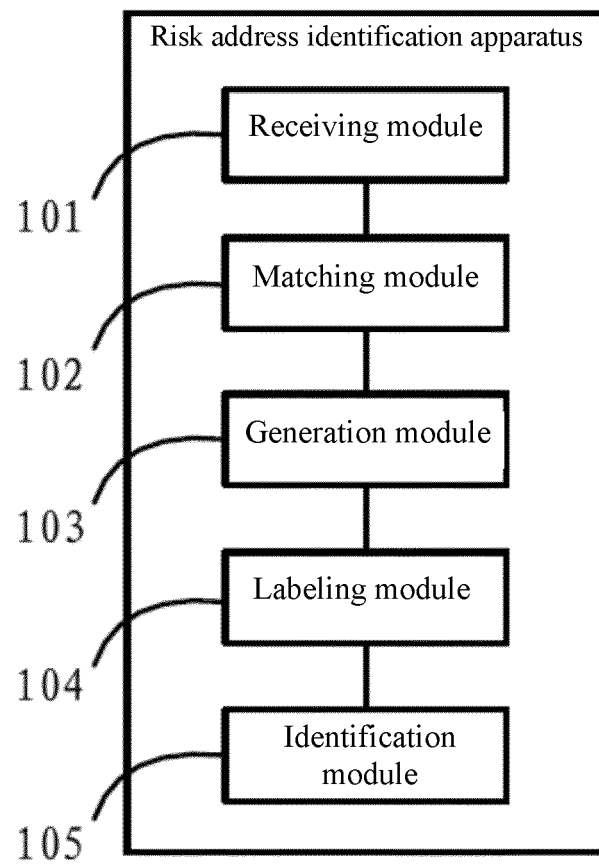 Risk address identification apparatus
Receiving module
101
Matching module
102
Generation module
103
Labeling module
104
Identification
module
105